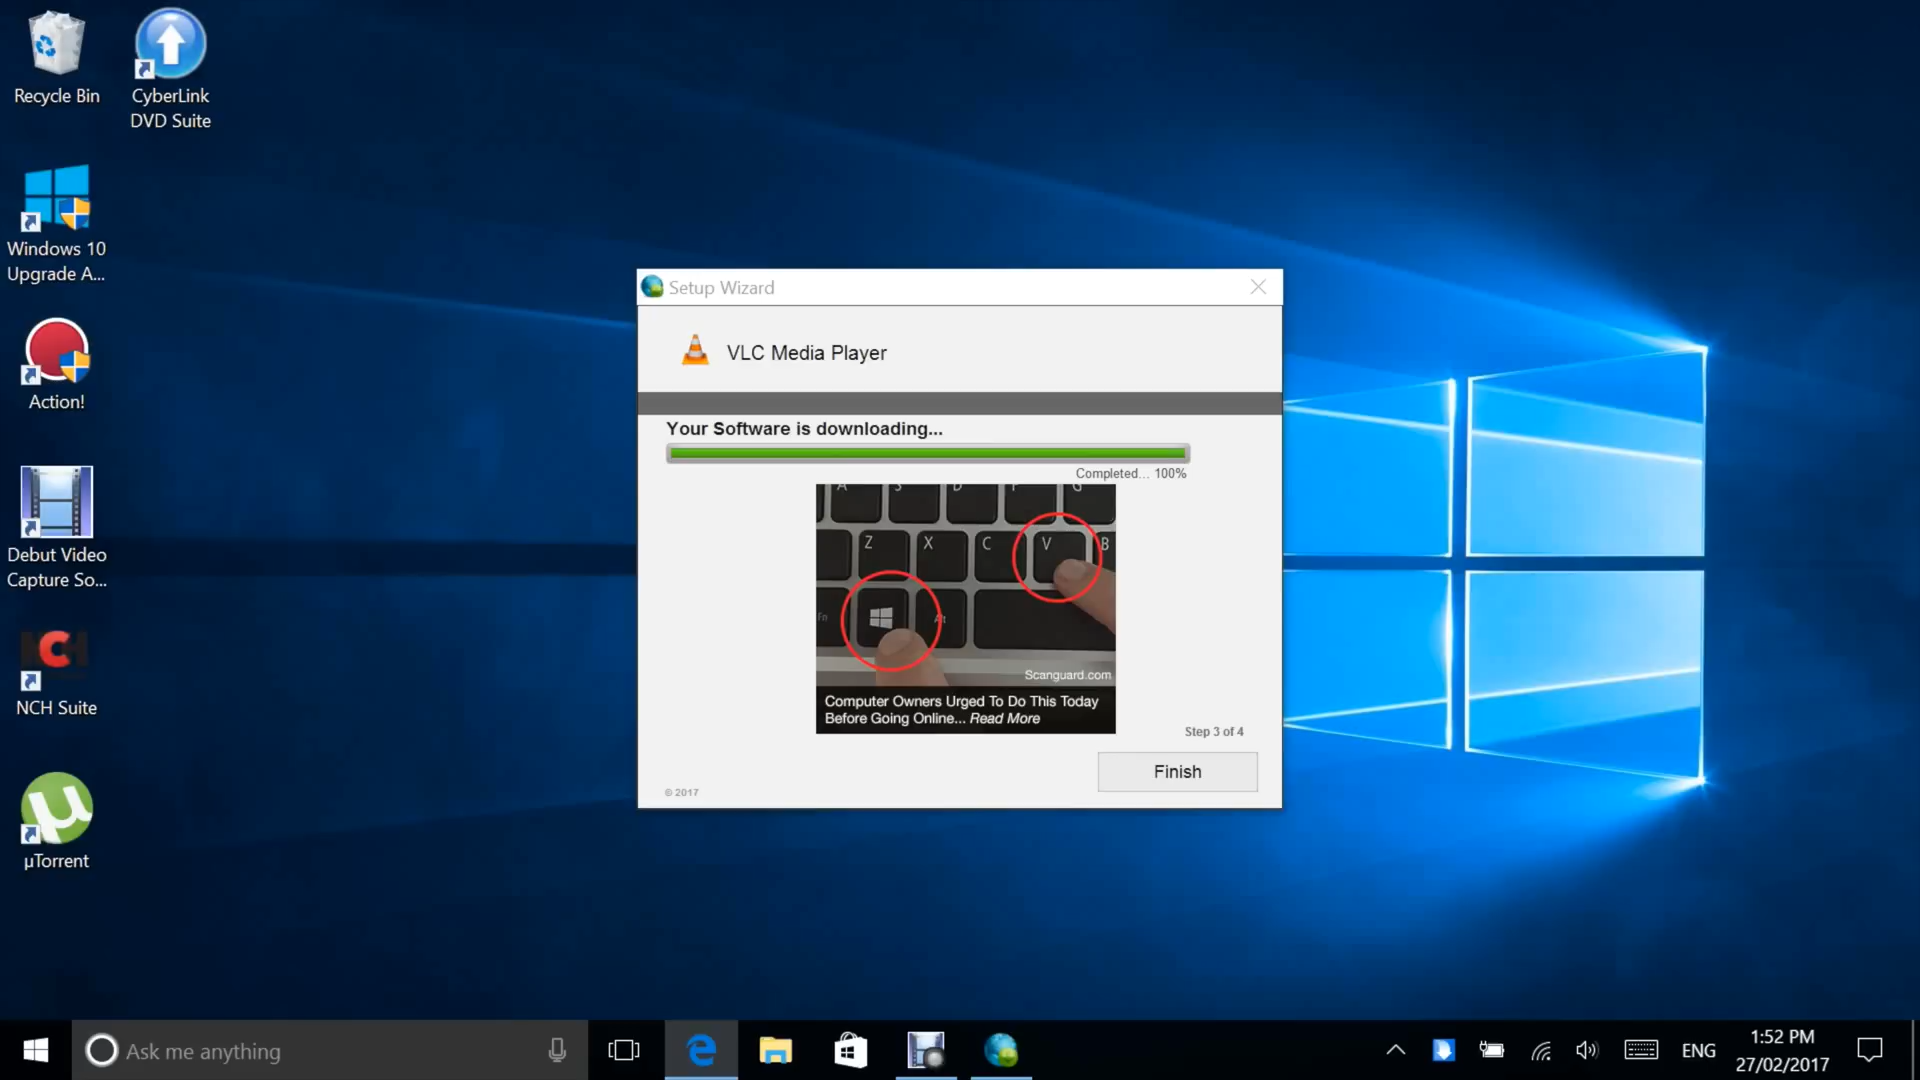 Recycle Bin
CyberLink
DVD Suite
Windows 10
Upgrade A...
Action!
Debut Video
Capture So...
NCH
NCH Suite
µTorrent
Setup Wizard
VLC Media Player
Your Software is downloading...
Completed... 100%
A S D F G
Z X C V B
Fn Alt
Scanguard.com
Computer Owners Urged To Do This Today
Before Going Online... Read More
Step 3 of 4
Finish
© 2017
Ask me anything
ENG
1:52 PM
27/02/2017